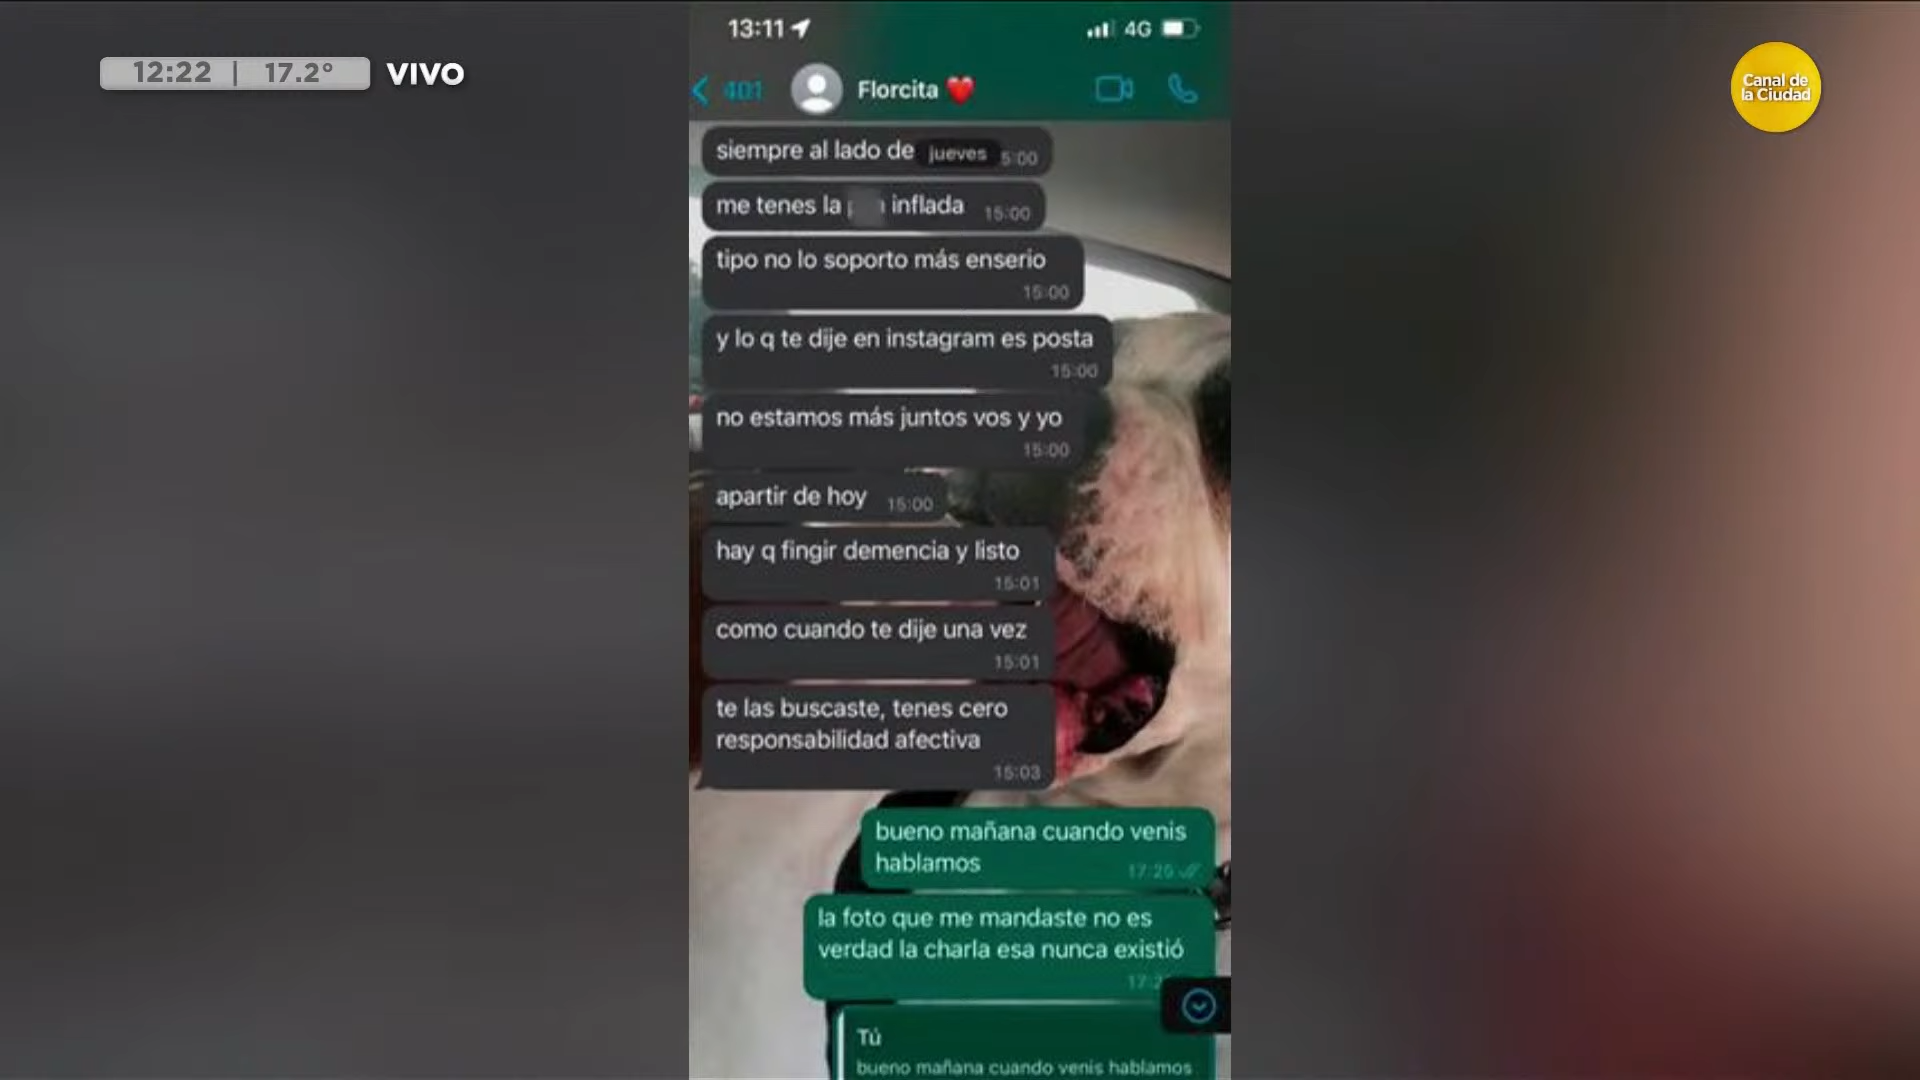 12:22 | 17.2° VIVO
Canal de
la Ciudad
13:11 4G
401 Florcita ❤️
siempre al lado de jueves 5:00
me tenes la inflada 15:00
tipo no lo soporto más enserio
15:00
y lo q te dije en instagram es posta
15:00
no estamos más juntos vos y yo
15:00
apartir de hoy 15:00
hay q fingir demencia y listo
15:01
como cuando te dije una vez
15:01
te las buscaste, tenes cero
responsabilidad afectiva
15:03
bueno mañana cuando venis
hablamos 17:26
la foto que me mandaste no es
verdad la charla esa nunca existió
Tú
bueno mañana cuando venis hablamos